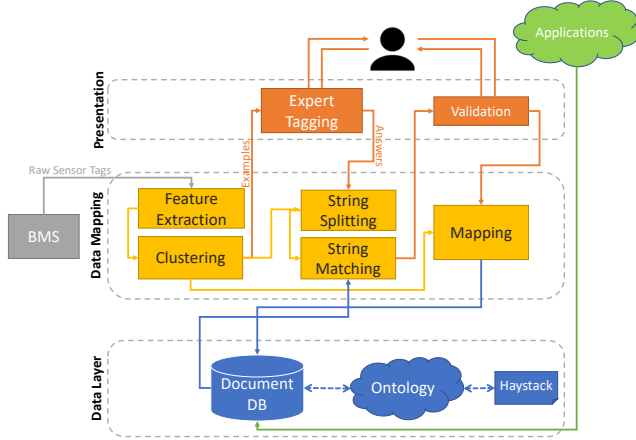 Applications
Presentation
Expert
Tagging
Validation
Examples
Answers
Raw Sensor Tags
BMS
Data Mapping
Feature
Extraction
String
Splitting
Clustering
String
Matching
Mapping
Data Layer
Document
DB
Ontology
Haystack